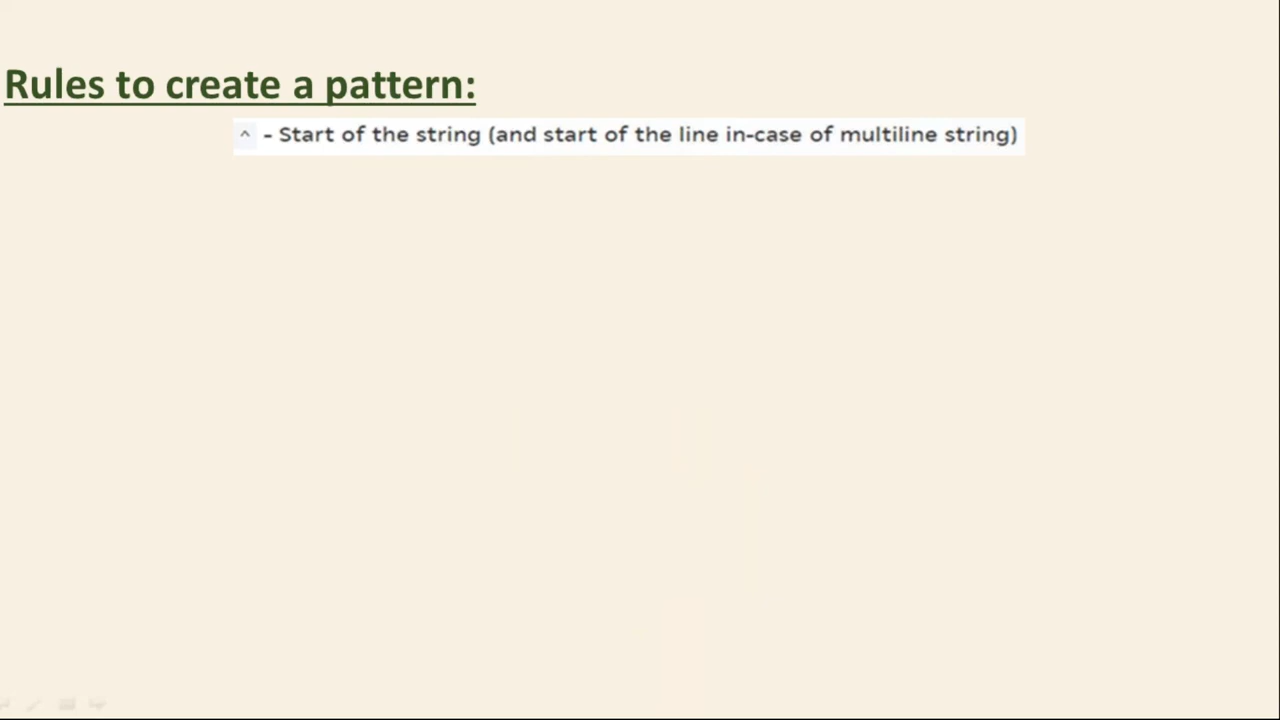 Rules to create a pattern:
^ - Start of the string (and start of the line in-case of multiline string)